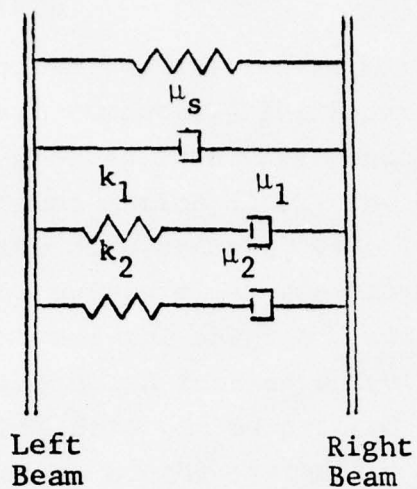 μs
k1 μ1
k2 μ2
Left Right
Beam Beam